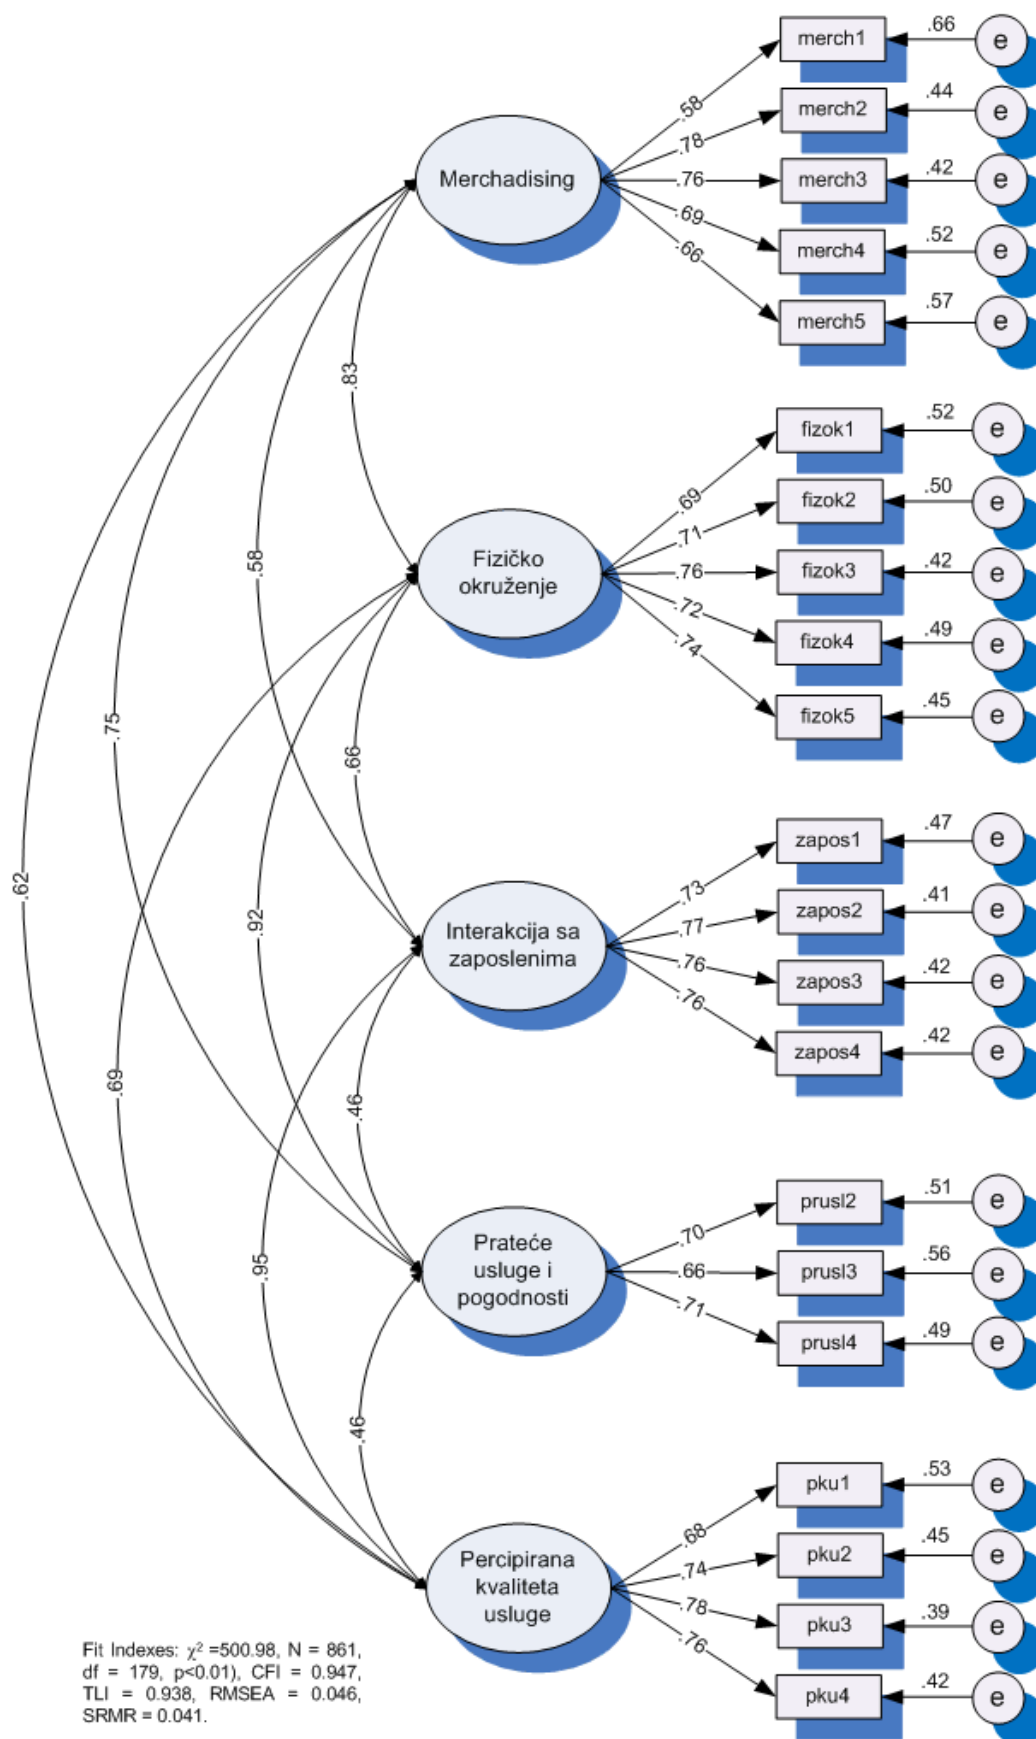 merch1
.66
e
.58
merch2
.44
e
.78
Merchadising
merch3
.42
e
.76
merch4
.52
e
.69
merch5
.57
e
.66
.83
fizok1
.52
e
.69
fizok2
.50
e
.71
Fizičko
okruženje
fizok3
.42
e
.76
fizok4
.49
e
.72
fizok5
.45
e
.74
.58
.75
.66
zapos1
.47
e
.73
zapos2
.41
e
.77
Interakcija sa
zaposlenima
zapos3
.42
e
.76
zapos4
.42
e
.76
.62
.92
.69
.46
prusl2
.51
e
.70
Prateće
usluge i
pogodnosti
prusl3
.56
e
.66
prusl4
.49
e
.71
.95
.46
pku1
.53
e
.68
pku2
.45
e
.74
Percipirana
kvaliteta
usluge
pku3
.39
e
.78
pku4
.42
e
.76
Fit Indexes: χ² =500.98, N = 861,
df = 179, p<0.01), CFI = 0.947,
TLI = 0.938, RMSEA = 0.046,
SRMR = 0.041.